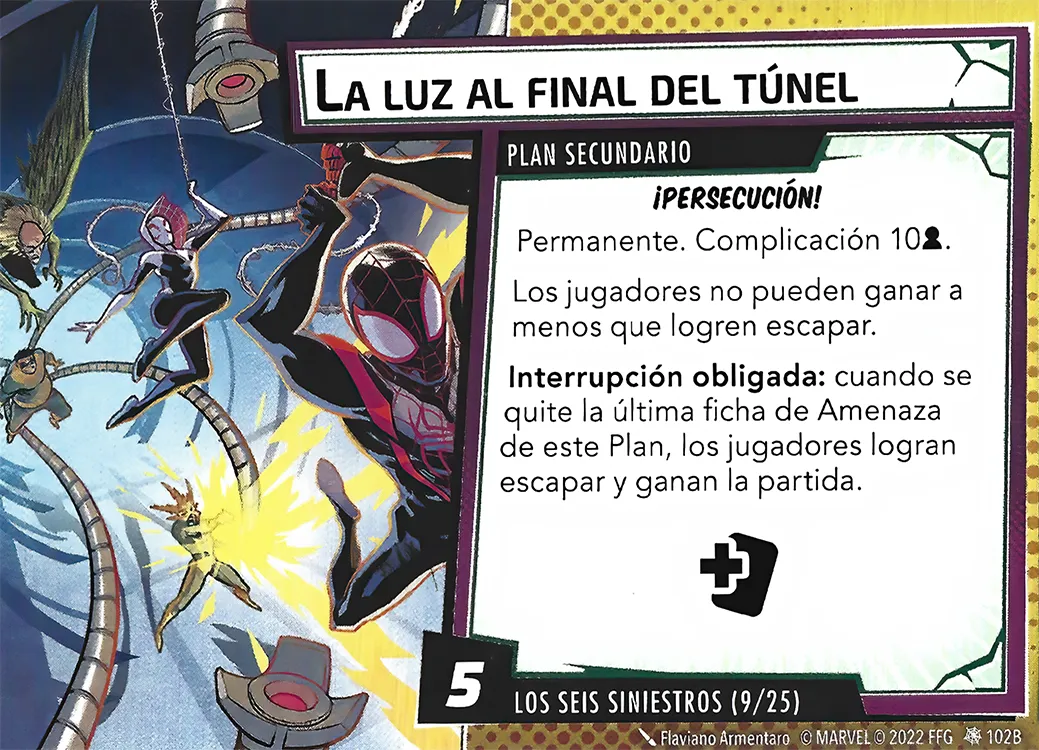 LA LUZ AL FINAL DEL TÚNEL
PLAN SECUNDARIO
¡PERSECUCIÓN!
Permanente. Complicación 10.
Los jugadores no pueden ganar a
menos que logren escapar.
Interrupción obligada: cuando se
quite la última ficha de Amenaza
de este Plan, los jugadores logran
escapar y ganan la partida.
5
LOS SEIS SINIESTROS (9/25)
Flaviano Armentaro © MARVEL © 2022 FFG 102B